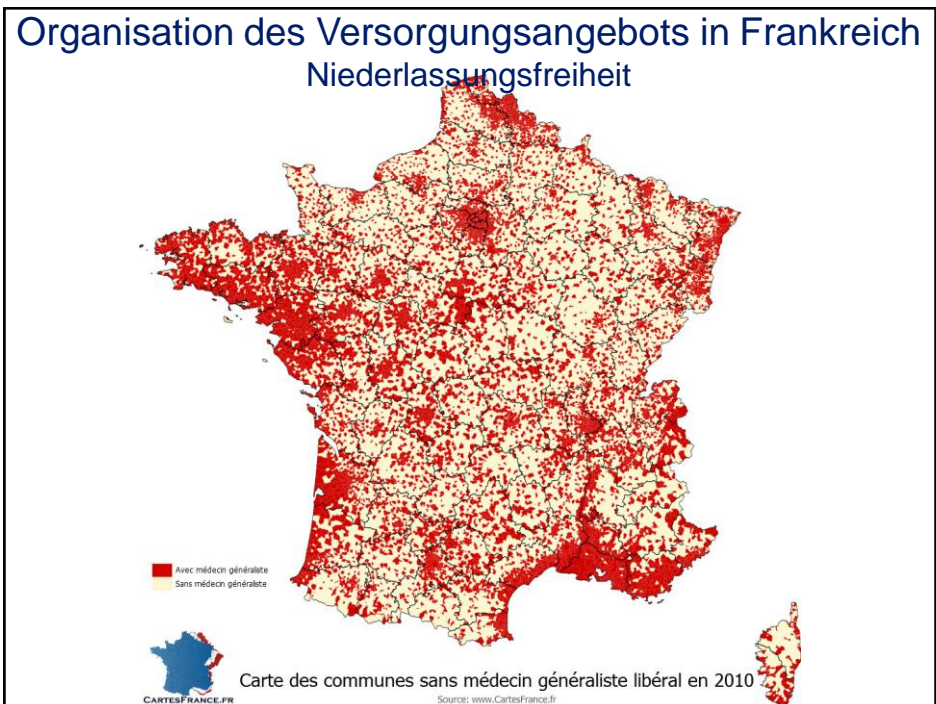 Organisation des Versorgungsangebots in Frankreich
Niederlassungsfreiheit
Avec médecin généraliste
Sans médecin généraliste
Carte des communes sans médecin généraliste libéral en 2010
CARTESFRANCE.FR
Source: www.CartesFrance.fr